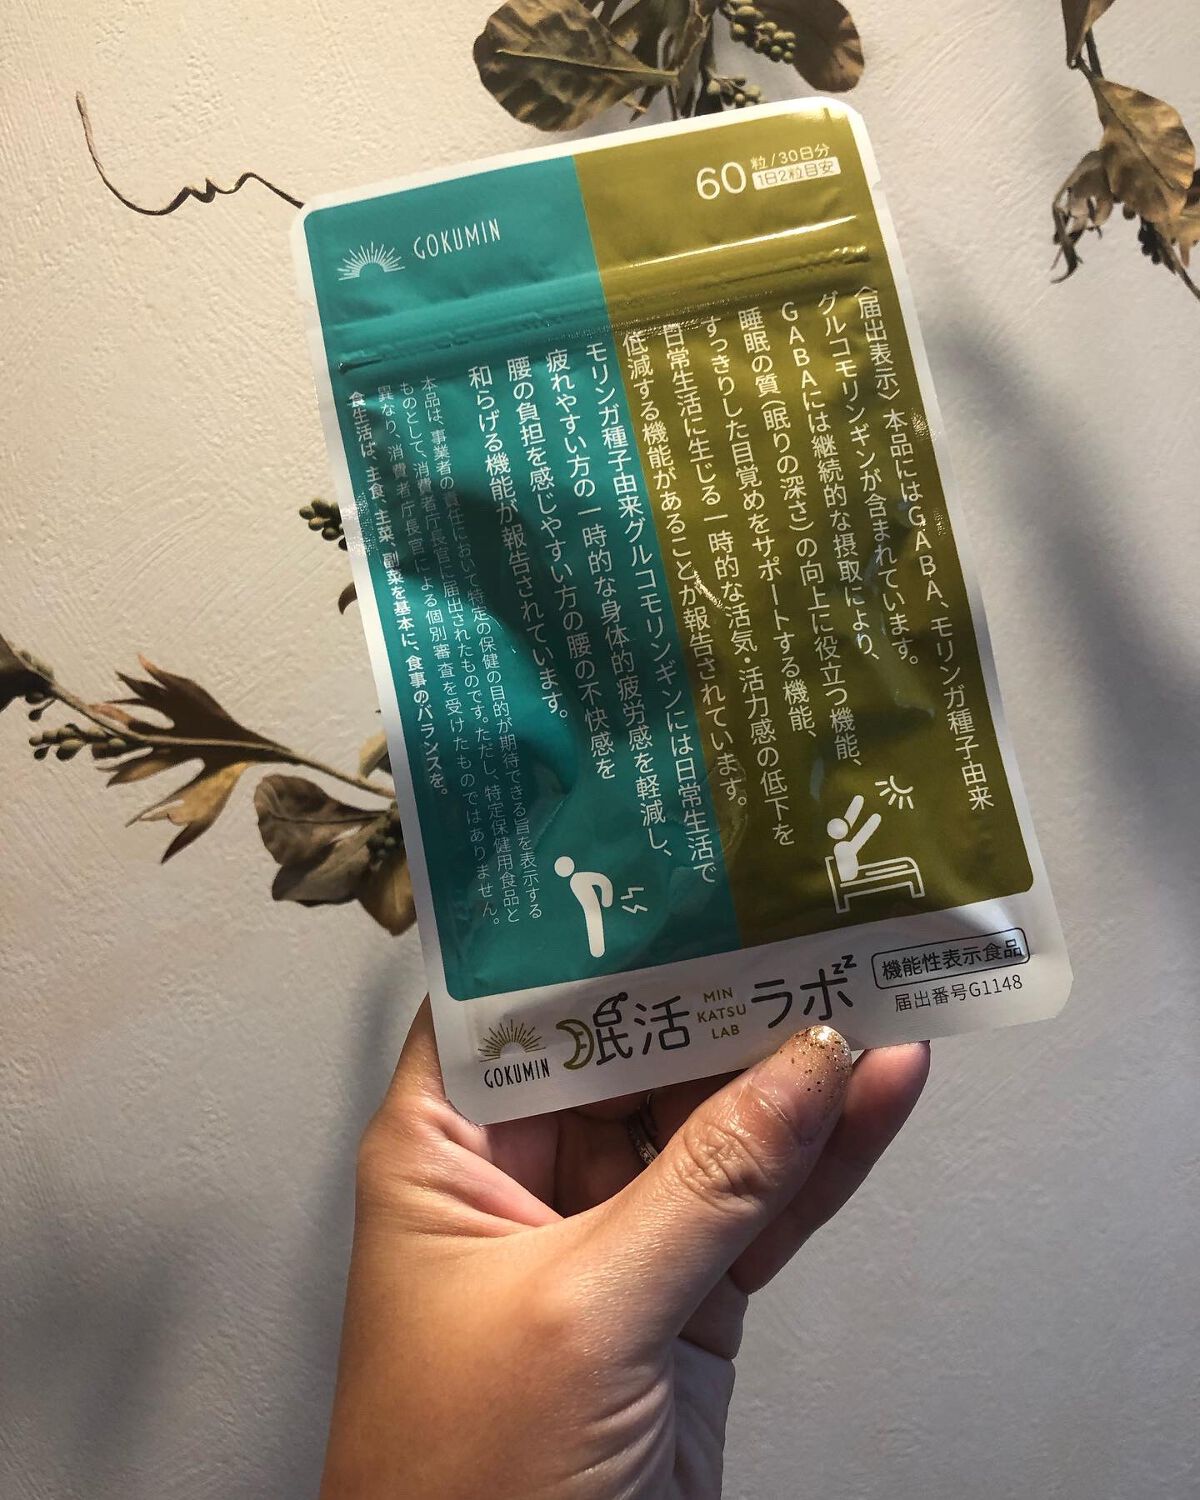 GOKUMIN
60粒/30日分
1日2粒目安
〈届出表示〉本品にはGABA、モリンガ種子由来
グルコモリンギンが含まれています。
GABAには継続的な摂取により、
睡眠の質(眠りの深さ)の向上に役立つ機能、
すっきりした目覚めをサポートする機能、
日常生活に生じる一時的な活気・活力感の低下を
低減する機能があることが報告されています。
モリンガ種子由来グルコモリンギンには日常生活で
疲れやすい方の一時的な身体的疲労感を軽減し、
腰の負担を感じやすい方の腰の不快感を
和らげる機能が報告されています。
本品は、事業者の責任において特定の保健の目的が期待できる旨を表示する
ものとして、消費者庁長官に届出されたものです。ただし、特定保健用食品と
異なり、消費者庁長官による個別審査を受けたものではありません。
食生活は、主食、主菜、副菜を基本に、食事のバランスを。
GOKUMIN
眠活
MIN
KATSU
LAB
ラボzz
機能性表示食品
届出番号G1148